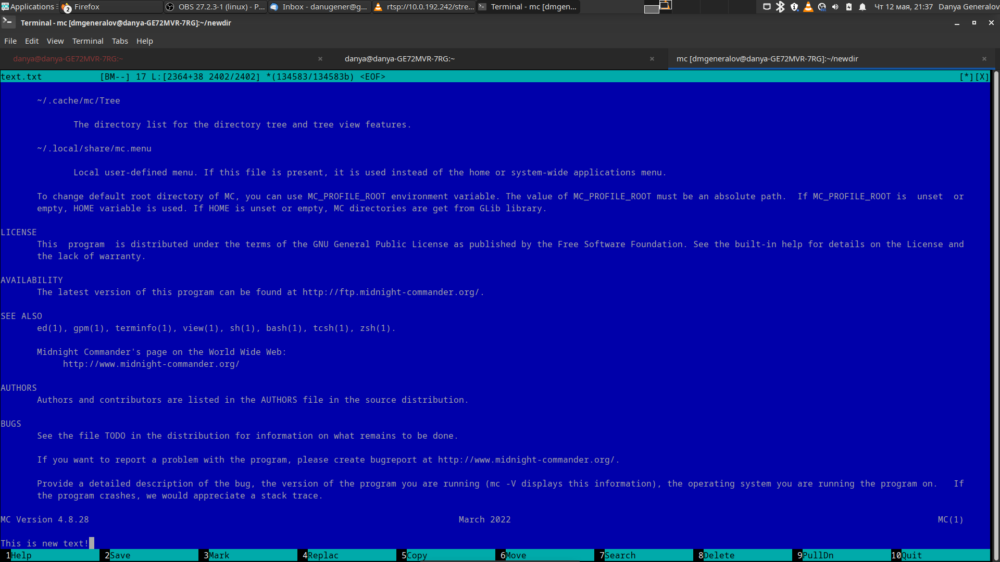 Applications Firefox OBS 27.2.3-1 (linux) - P... Inbox - danugener@g... rtsp://10.0.192.242/stre... Terminal - mc [dmgen... Чт 12 мая, 21:37 Danya Generalov
2
Terminal - mc [dmgeneralov@danya-GE72MVR-7RG]:~/newdir
File Edit View Terminal Tabs Help
danya@danya-GE72MVR-7RG:~ × danya@danya-GE72MVR-7RG:~ × mc [dmgeneralov@danya-GE72MVR-7RG]:~/newdir ×
text.txt [BM--] 17 L:[2364+38 2402/2402] *(134583/134583b) <EOF> [*][X]
~/.cache/mc/Tree
The directory list for the directory tree and tree view features.
~/.local/share/mc.menu
Local user-defined menu. If this file is present, it is used instead of the home or system-wide applications menu.
To change default root directory of MC, you can use MC_PROFILE_ROOT environment variable. The value of MC_PROFILE_ROOT must be an absolute path.  If MC_PROFILE_ROOT is  unset  or
empty, HOME variable is used. If HOME is unset or empty, MC directories are get from GLib library.
LICENSE
This  program  is distributed under the terms of the GNU General Public License as published by the Free Software Foundation. See the built-in help for details on the License and
the lack of warranty.
AVAILABILITY
The latest version of this program can be found at http://ftp.midnight-commander.org/.
SEE ALSO
ed(1), gpm(1), terminfo(1), view(1), sh(1), bash(1), tcsh(1), zsh(1).
Midnight Commander's page on the World Wide Web:
http://www.midnight-commander.org/
AUTHORS
Authors and contributors are listed in the AUTHORS file in the source distribution.
BUGS
See the file TODO in the distribution for information on what remains to be done.
If you want to report a problem with the program, please create bugreport at http://www.midnight-commander.org/.
Provide a detailed description of the bug, the version of the program you are running (mc -V displays this information), the operating system you are running the program on.   If
the program crashes, we would appreciate a stack trace.
MC Version 4.8.28 March 2022 MC(1)
This is new text!
1Help 2Save 3Mark 4Replac 5Copy 6Move 7Search 8Delete 9PullDn 10Quit